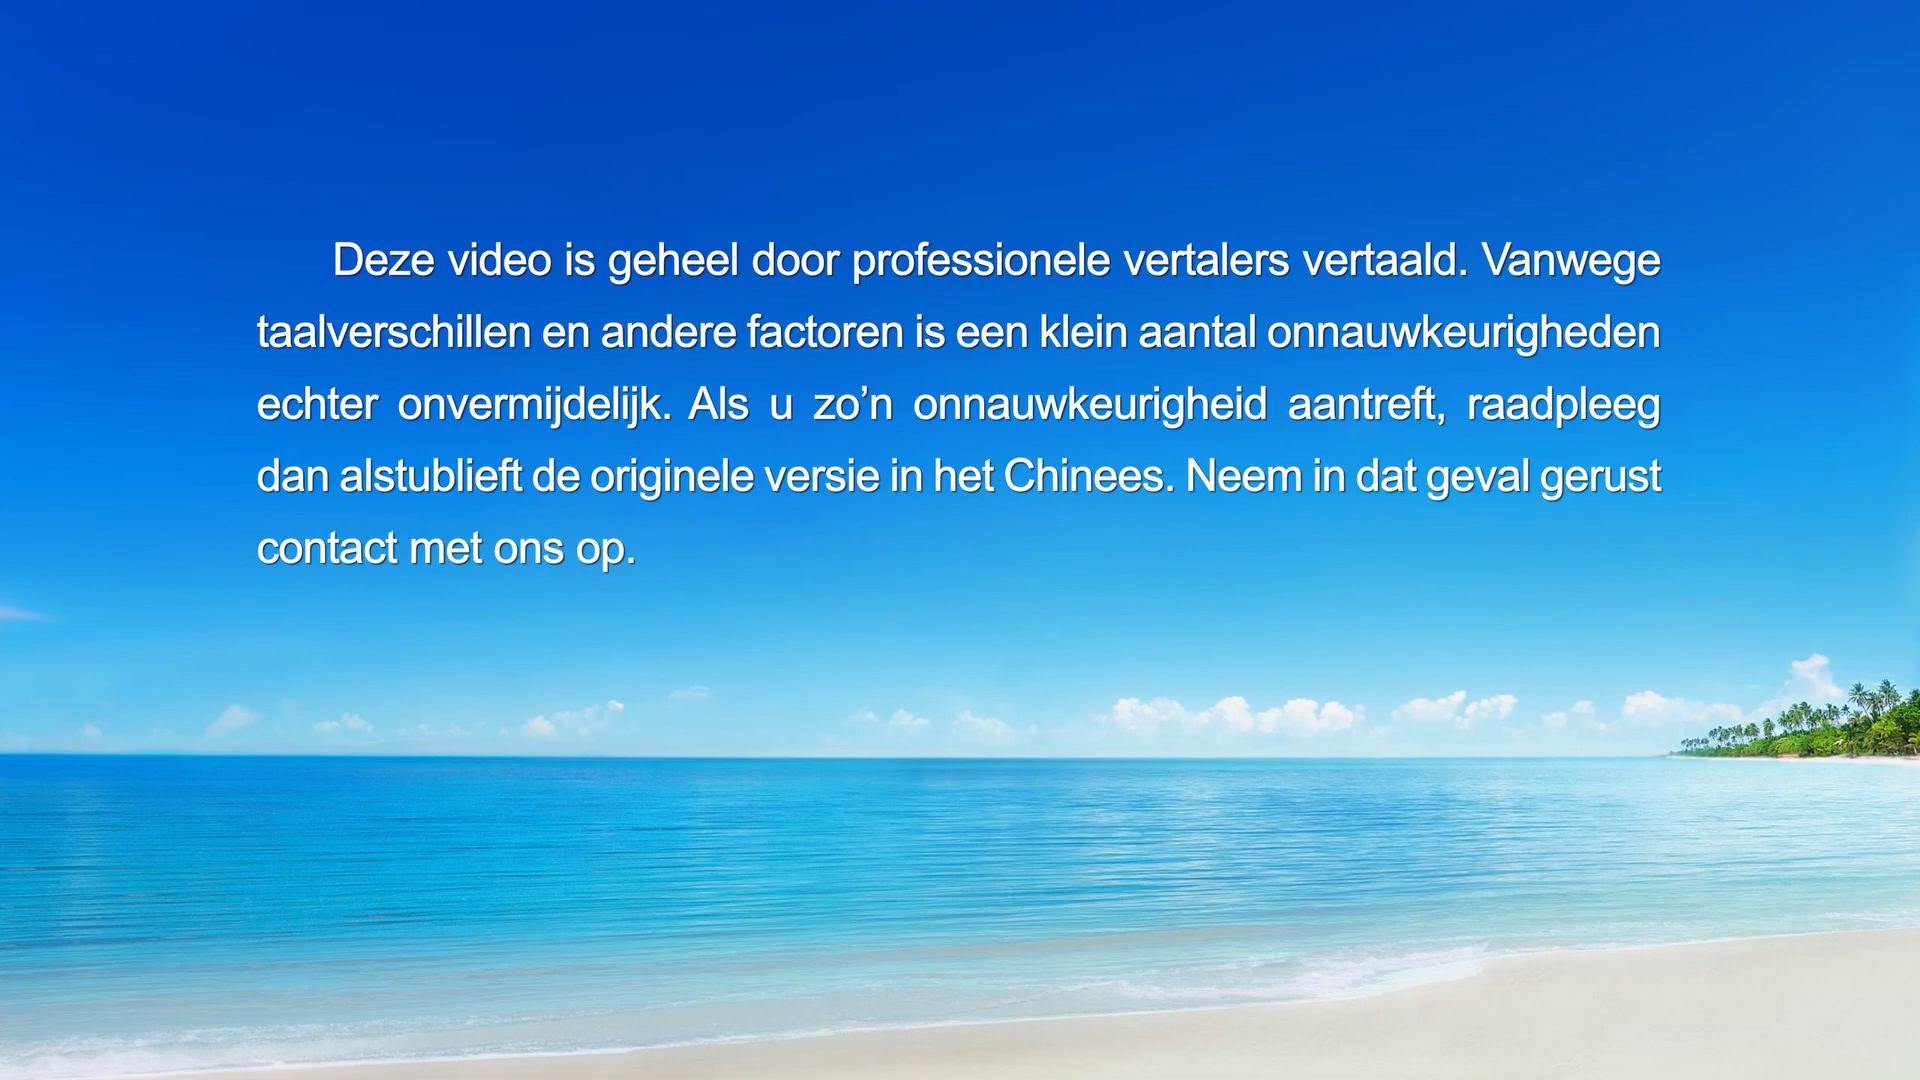 Deze video is geheel door professionele vertalers vertaald. Vanwege
taalverschillen en andere factoren is een klein aantal onnauwkeurigheden
echter onvermijdelijk. Als u zo’n onnauwkeurigheid aantreft, raadpleeg
dan alstublieft de originele versie in het Chinees. Neem in dat geval gerust
contact met ons op.